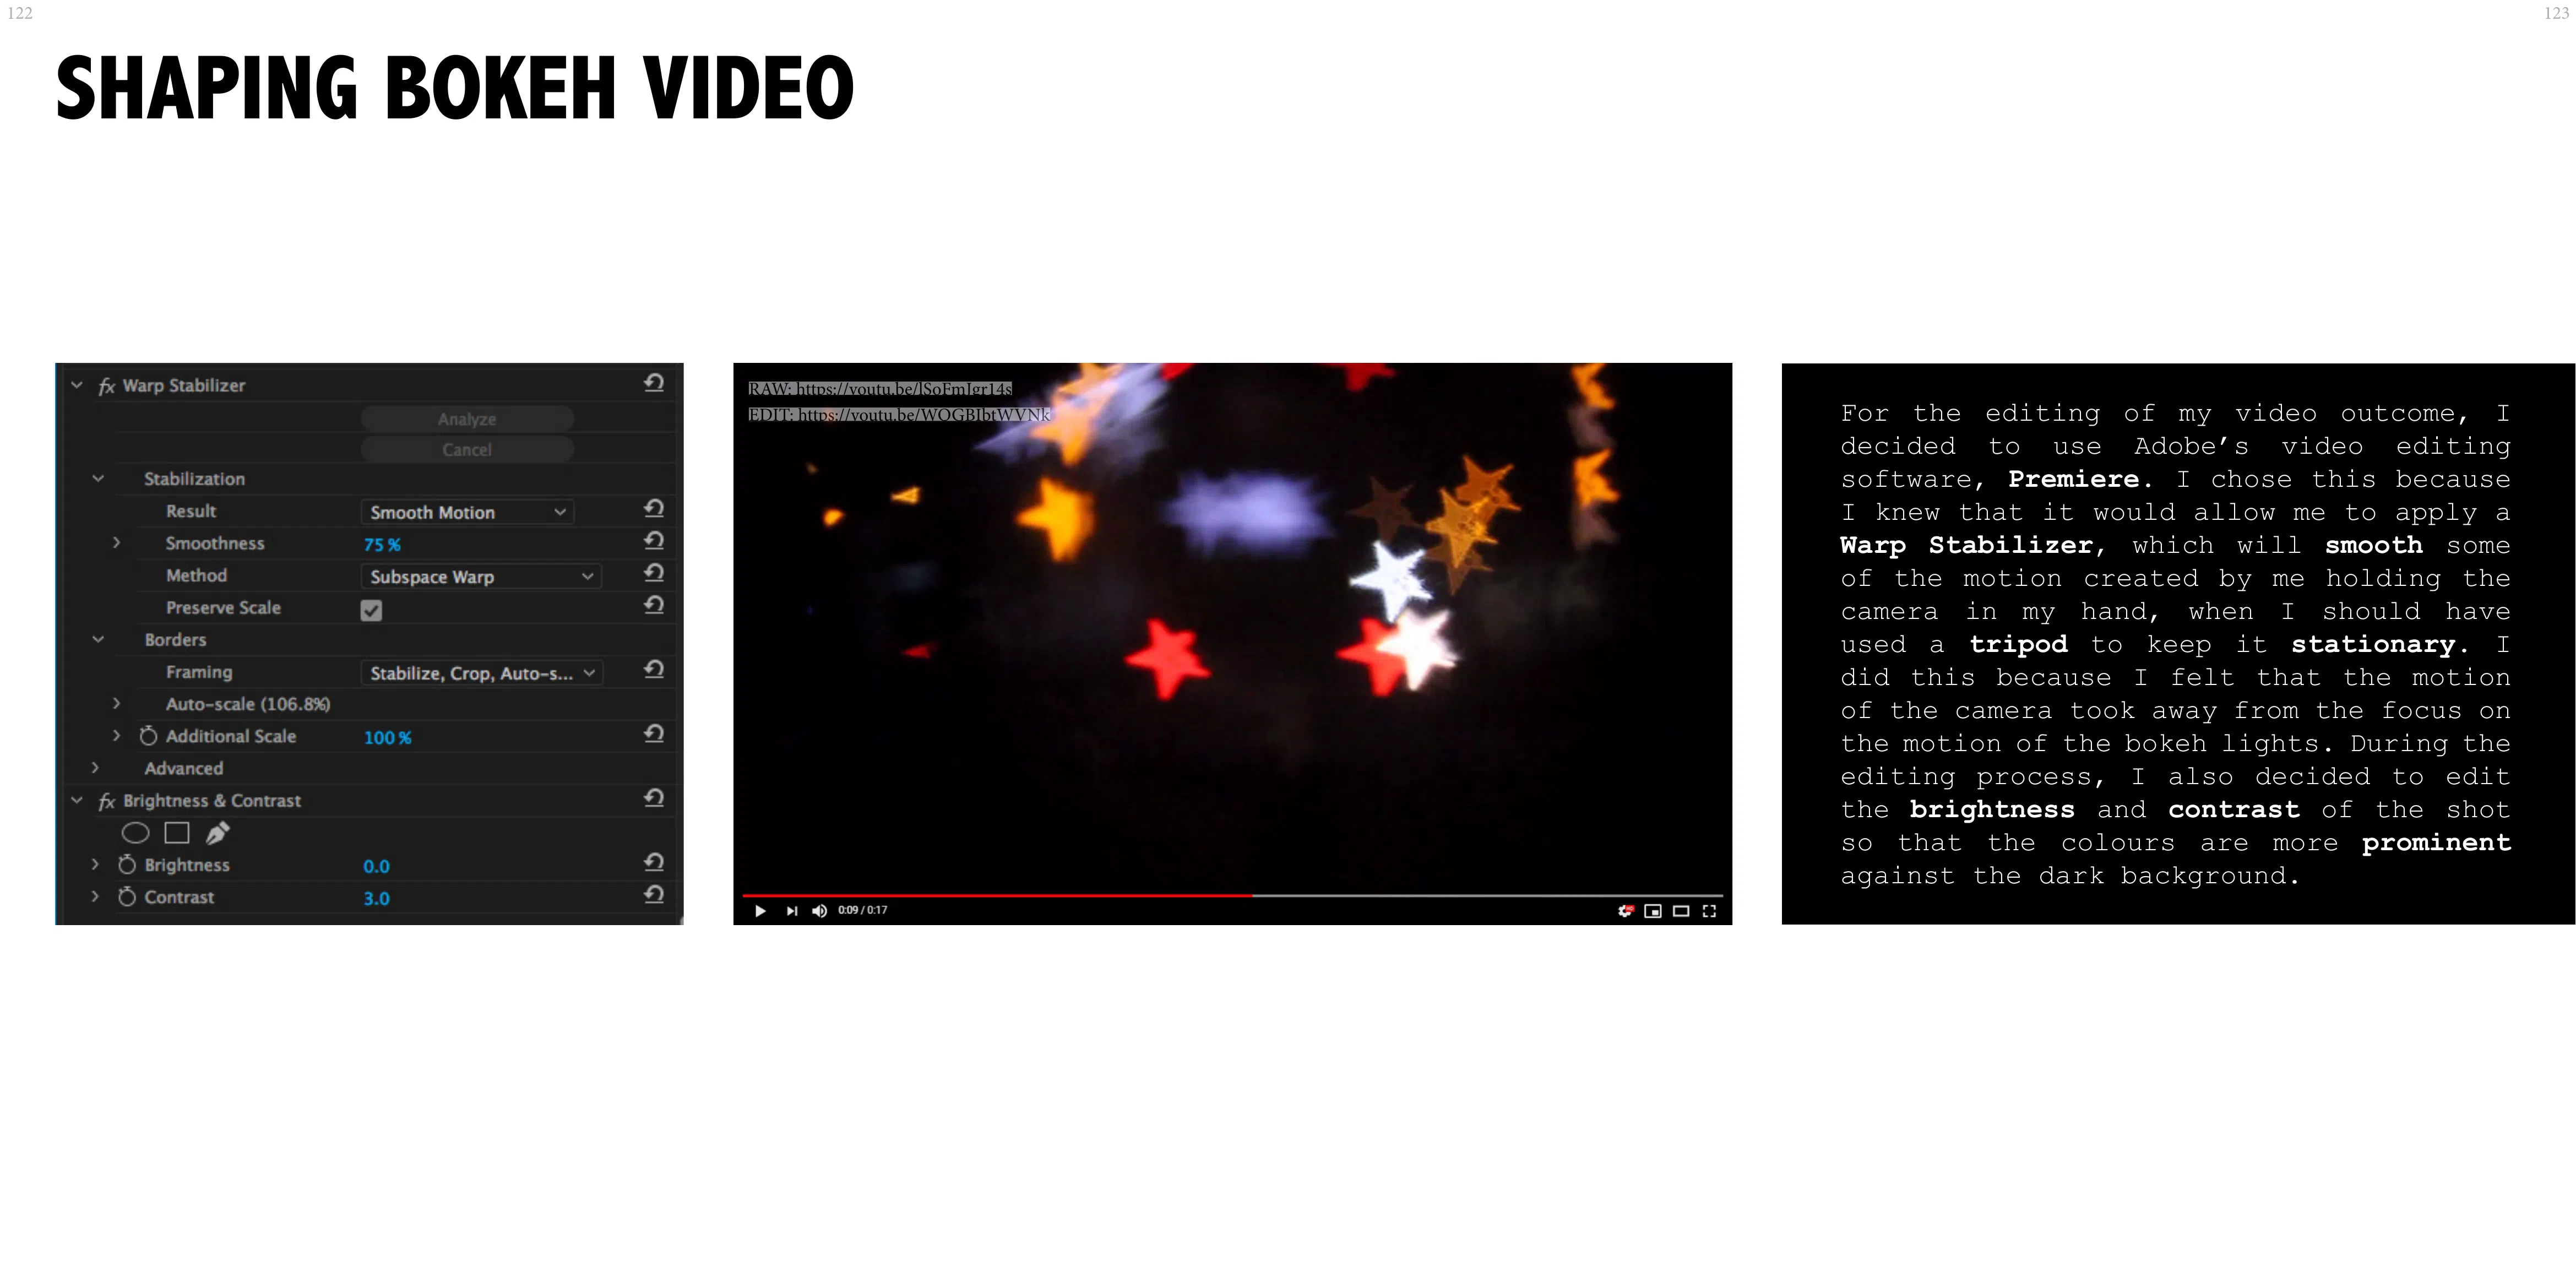 122
123
SHAPING BOKEH VIDEO
fx Warp Stabilizer
Analyze
Cancel
Stabilization
Result Smooth Motion
Smoothness 75 %
Method Subspace Warp
Preserve Scale
Borders
Framing Stabilize, Crop, Auto-s...
Auto-scale (106.8%)
Additional Scale 100 %
Advanced
fx Brightness & Contrast
Brightness 0.0
Contrast 3.0
RAW: https://youtu.be/lSoFmIgr14s
EDIT: https://youtu.be/WOGBIbtWVNk
0:09 / 0:17
For the editing of my video outcome, I
decided to use Adobe’s video editing
software, Premiere. I chose this because
I knew that it would allow me to apply a
Warp Stabilizer, which will smooth some
of the motion created by me holding the
camera in my hand, when I should have
used a tripod to keep it stationary. I
did this because I felt that the motion
of the camera took away from the focus on
the motion of the bokeh lights. During the
editing process, I also decided to edit
the brightness and contrast of the shot
so that the colours are more prominent
against the dark background.